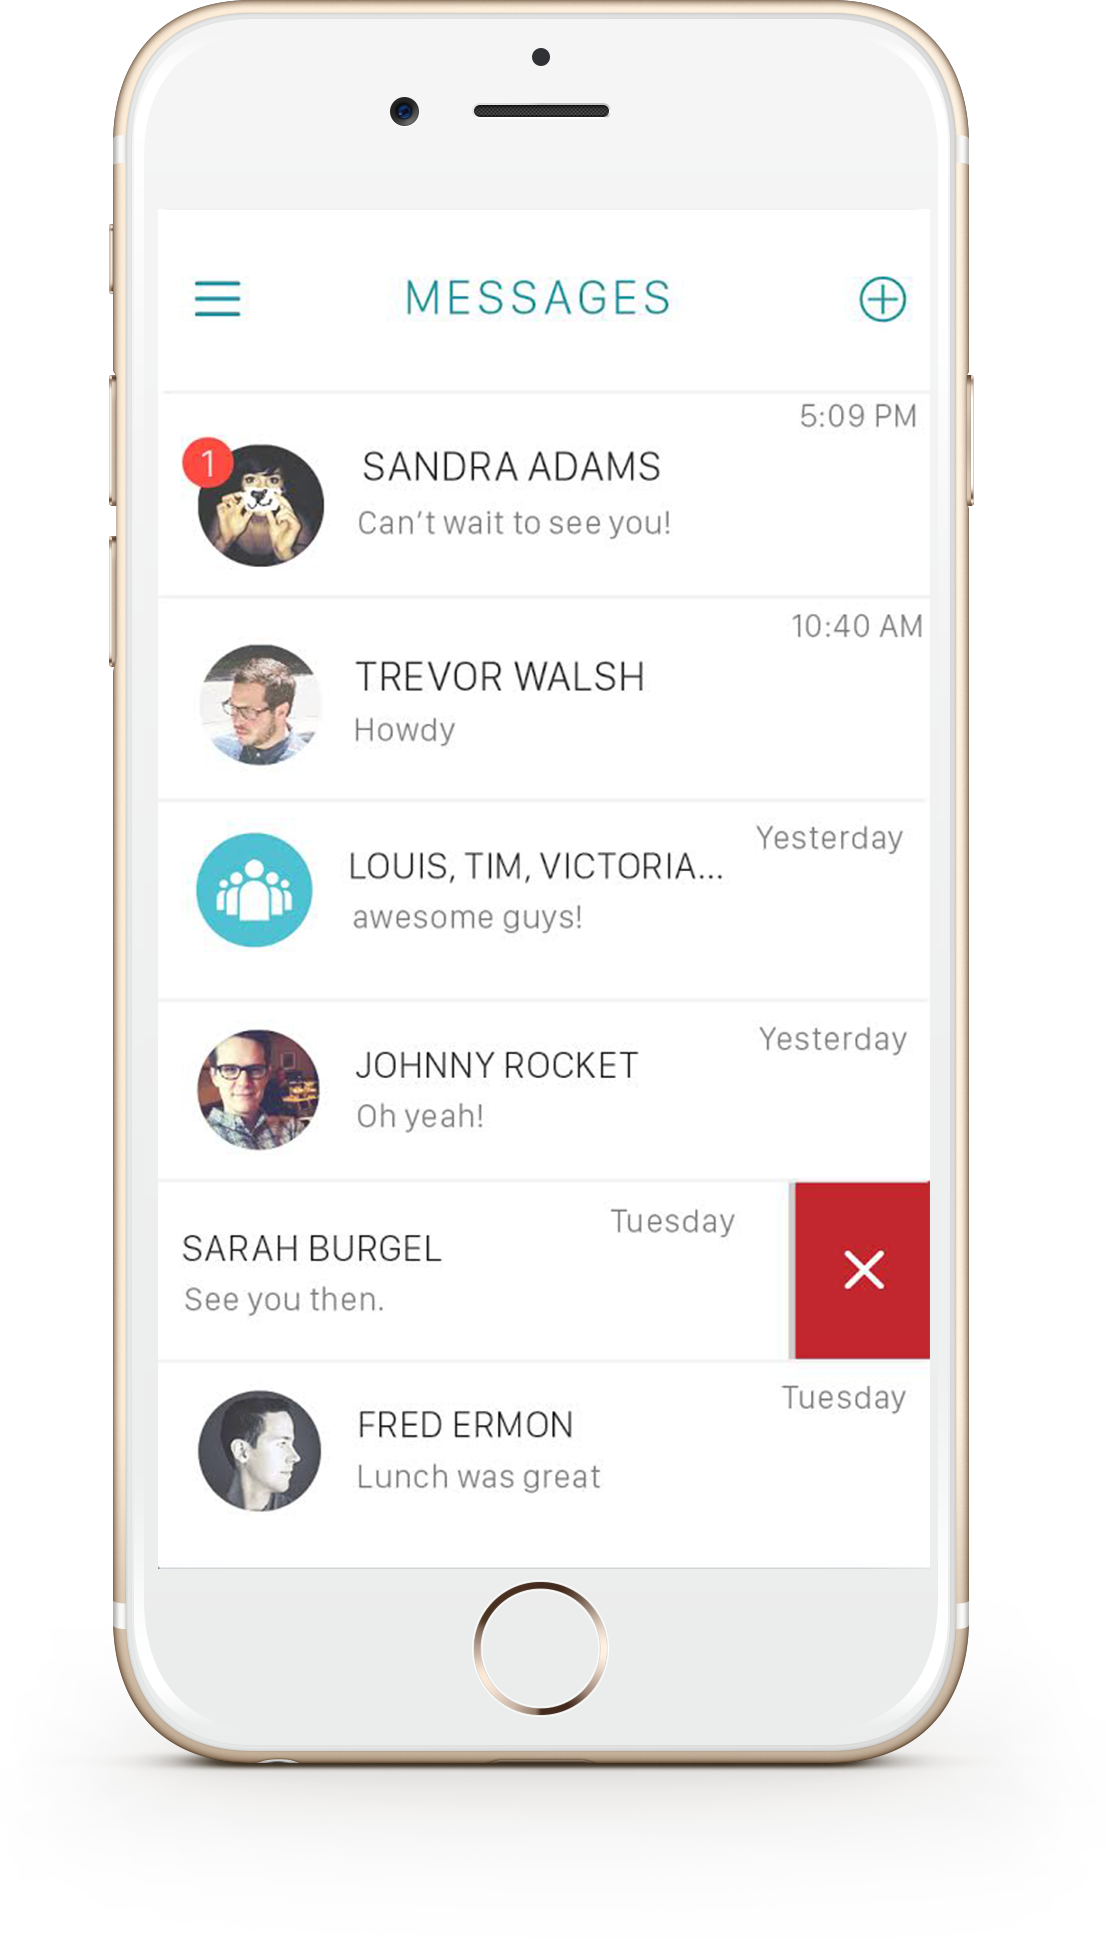 MESSAGES
5:09 PM
1
SANDRA ADAMS
Can't wait to see you!
10:40 AM
TREVOR WALSH
Howdy
Yesterday
LOUIS, TIM, VICTORIA...
awesome guys!
Yesterday
JOHNNY ROCKET
Oh yeah!
Tuesday
SARAH BURGEL
See you then.
Tuesday
FRED ERMON
Lunch was great